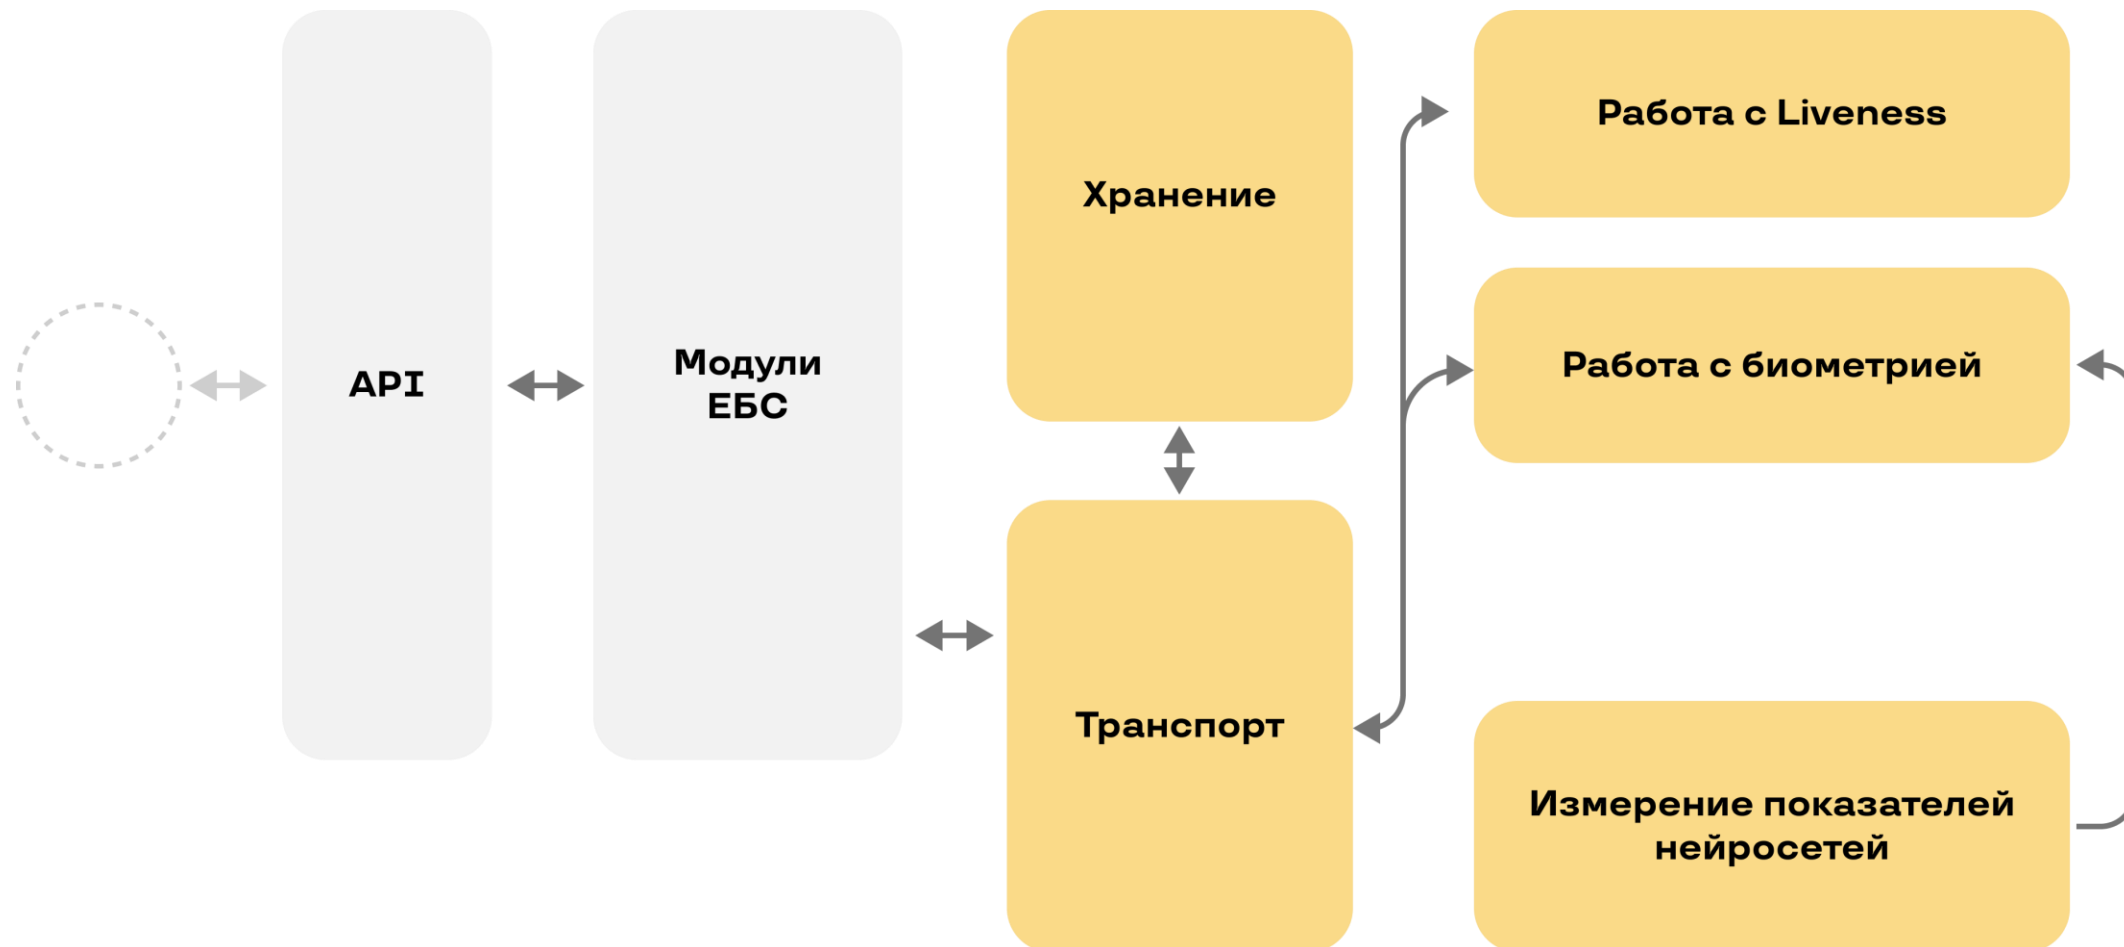 API
Модули
ЕБС
Хранение
Транспорт
Работа с Liveness
Работа с биометрией
Измерение показателей
нейросетей